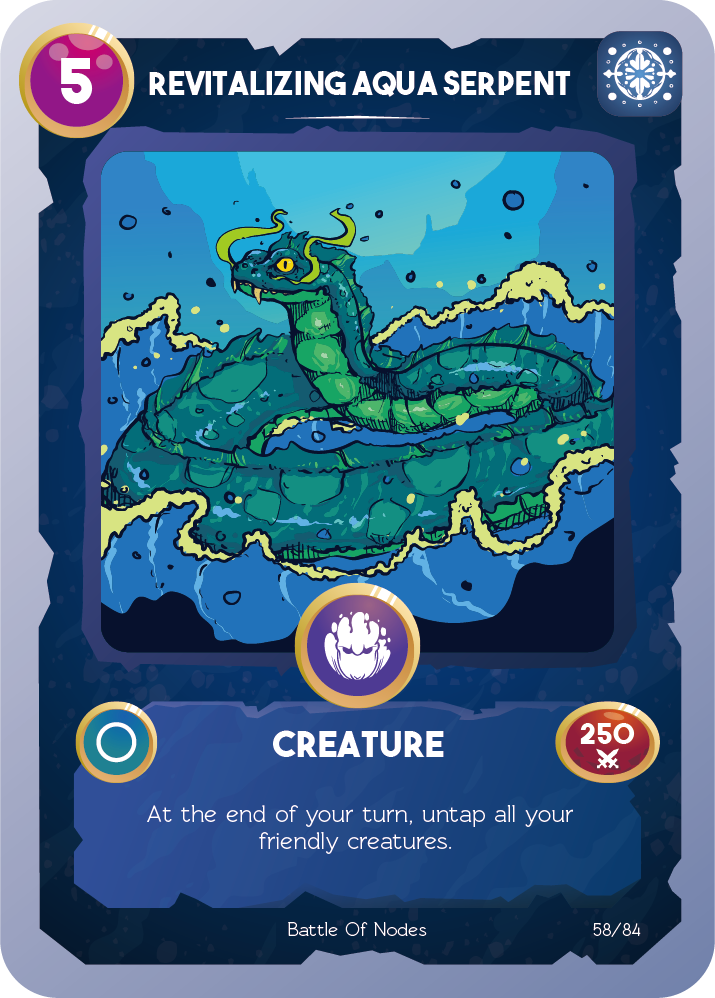 5
REVITALIZING AQUA SERPENT
CREATURE
250
At the end of your turn, untap all your
friendly creatures.
Battle Of Nodes
58/84